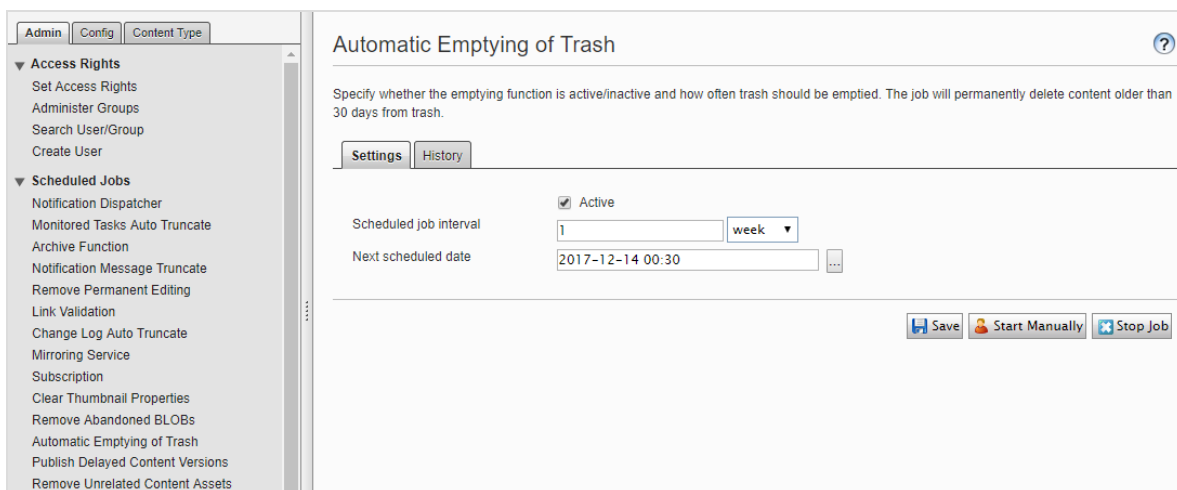 Admin
Config
Content Type
Access Rights
Set Access Rights
Administer Groups
Search User/Group
Create User
Scheduled Jobs
Notification Dispatcher
Monitored Tasks Auto Truncate
Archive Function
Notification Message Truncate
Remove Permanent Editing
Link Validation
Change Log Auto Truncate
Mirroring Service
Subscription
Clear Thumbnail Properties
Remove Abandoned BLOBs
Automatic Emptying of Trash
Publish Delayed Content Versions
Remove Unrelated Content Assets
Automatic Emptying of Trash
?
Specify whether the emptying function is active/inactive and how often trash should be emptied. The job will permanently delete content older than
30 days from trash.
Settings
History
Active
Scheduled job interval
1
week
Next scheduled date
2017-12-14 00:30
...
Save
Start Manually
Stop Job